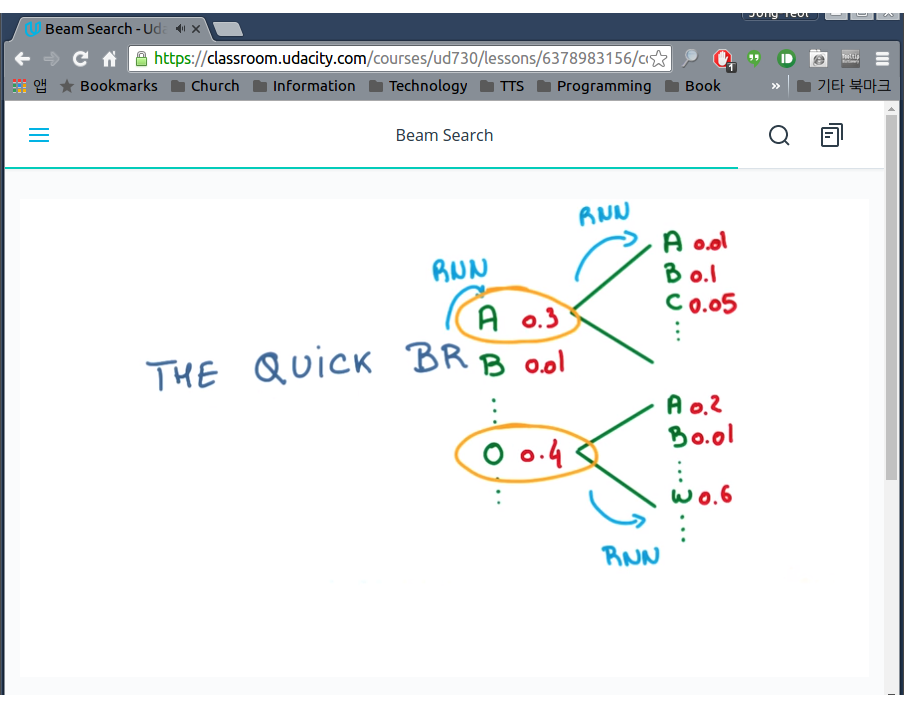 Beam Search - Uda
https://classroom.udacity.com/courses/ud730/lessons/6378983156/c
앱 Bookmarks Church Information Technology TTS Programming Book » 기타 북마크
Beam Search
RNN
RNN
A 0.01
B 0.1
C 0.05
A 0.3
THE QUICK BR
B 0.01
A 0.2
B 0.01
O 0.4
W 0.6
RNN